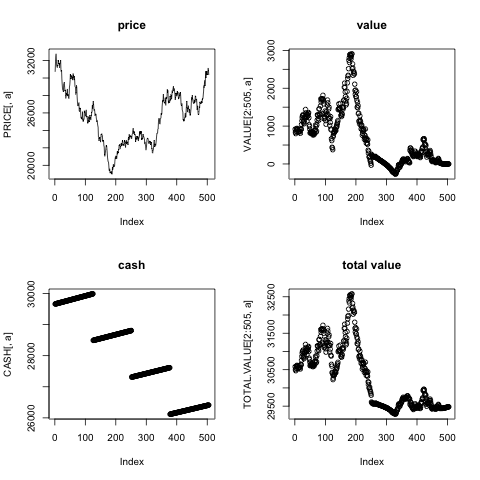 price
PRICE[, a]
20000 23000 26000 32000
0 100 200 300 400 500
Index
value
VALUE[2:505, a]
0 1000 2000 3000
0 100 200 300 400 500
Index
cash
CASH[, a]
26000 28000 30000
0 100 200 300 400 500
Index
total value
TOTAL.VALUE[2:505, a]
29500 30500 31500 32500
0 100 200 300 400 500
Index